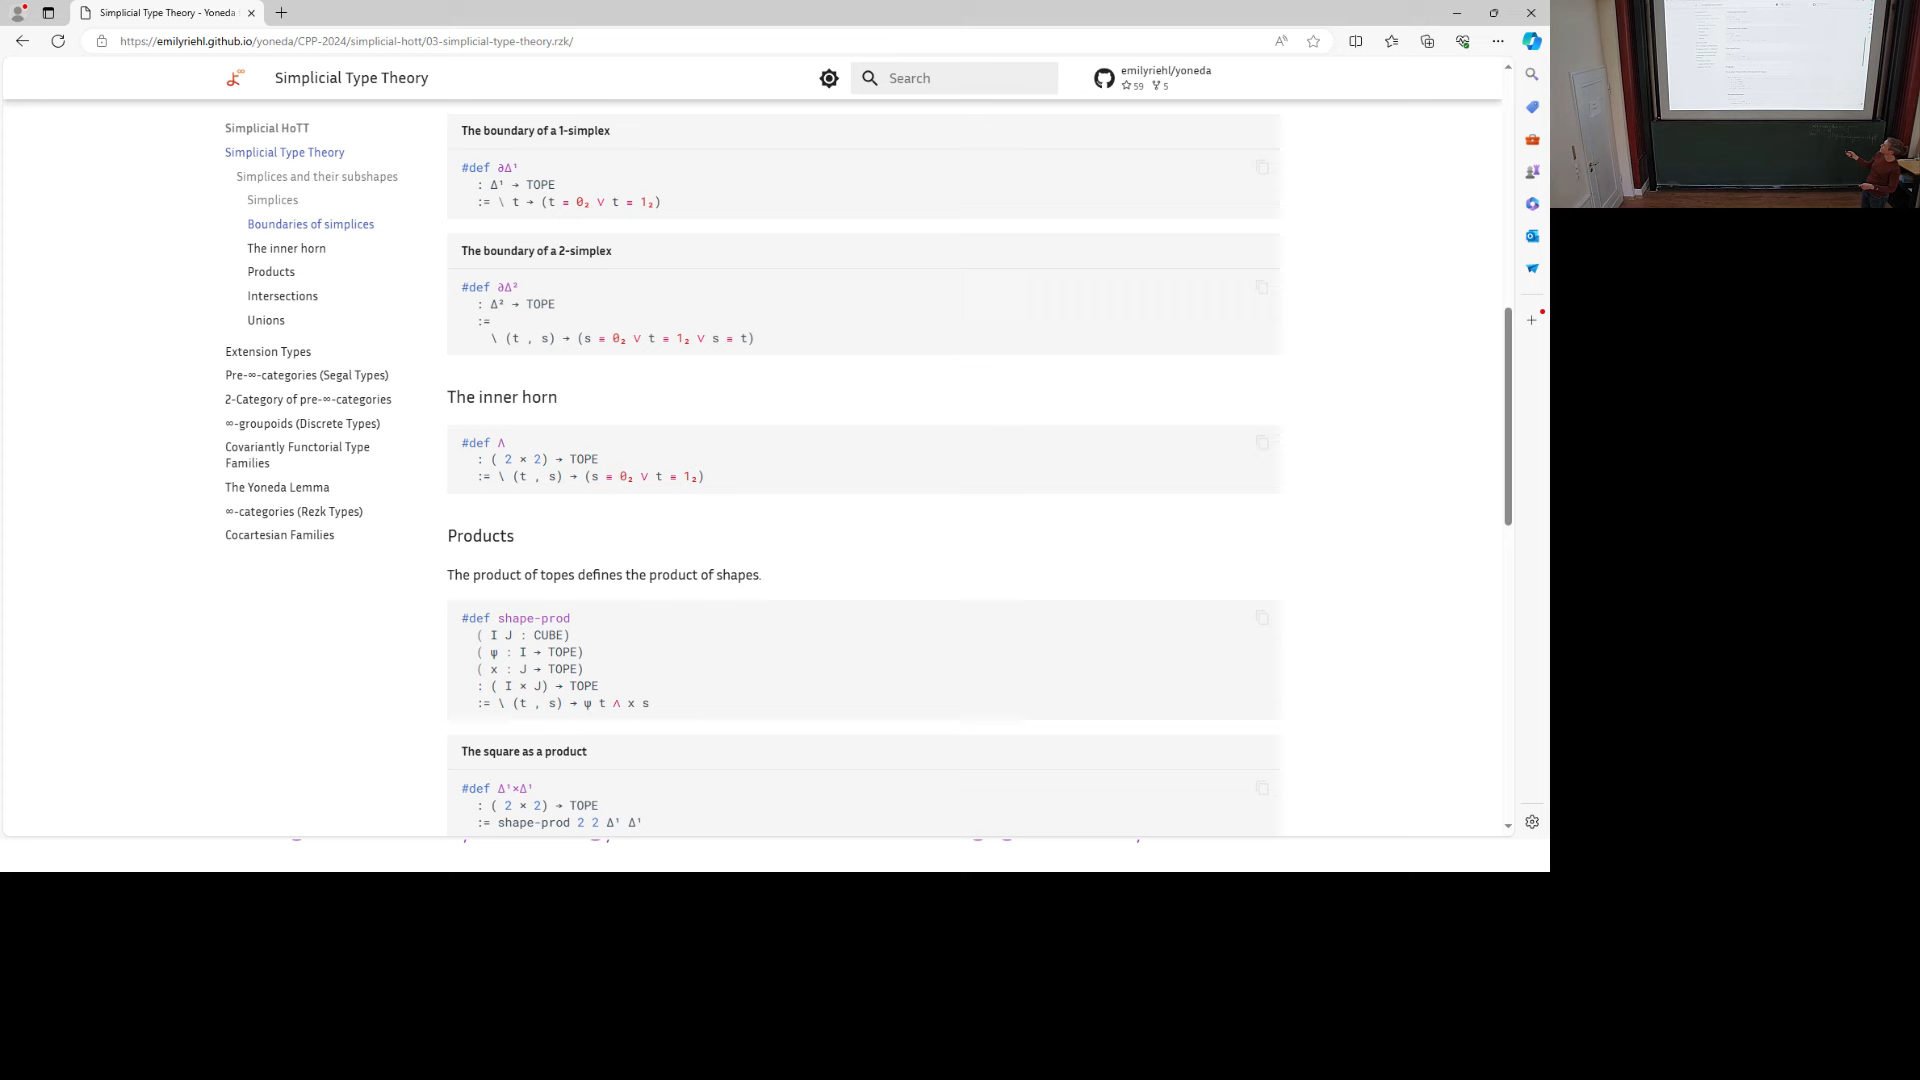 Simplicial Type Theory - Yoneda
https://emilyriehl.github.io/yoneda/CPP-2024/simplicial-hott/03-simplicial-type-theory.rzk/
Simplicial Type Theory
Search
emilyriehl/yoneda
59 5
Simplicial HoTT
Simplicial Type Theory
Simplices and their subshapes
Simplices
Boundaries of simplices
The inner horn
Products
Intersections
Unions
Extension Types
Pre-∞-categories (Segal Types)
2-Category of pre-∞-categories
∞-groupoids (Discrete Types)
Covariantly Functorial Type
Families
The Yoneda Lemma
∞-categories (Rezk Types)
Cocartesian Families
The boundary of a 1-simplex
#def ∂Δ¹
: Δ¹ → TOPE
:= \ t → (t ≡ 0₂ ∨ t ≡ 1₂)
The boundary of a 2-simplex
#def ∂Δ²
: Δ² → TOPE
:=
\ (t , s) → (s ≡ 0₂ ∨ t ≡ 1₂ ∨ s ≡ t)
The inner horn
#def Λ
: ( 2 × 2) → TOPE
:= \ (t , s) → (s ≡ 0₂ ∨ t ≡ 1₂)
Products
The product of topes defines the product of shapes.
#def shape-prod
( I J : CUBE)
( ψ : I → TOPE)
( χ : J → TOPE)
: ( I × J) → TOPE
:= \ (t , s) → ψ t ∧ χ s
The square as a product
#def Δ¹×Δ¹
: ( 2 × 2) → TOPE
:= shape-prod 2 2 Δ¹ Δ¹